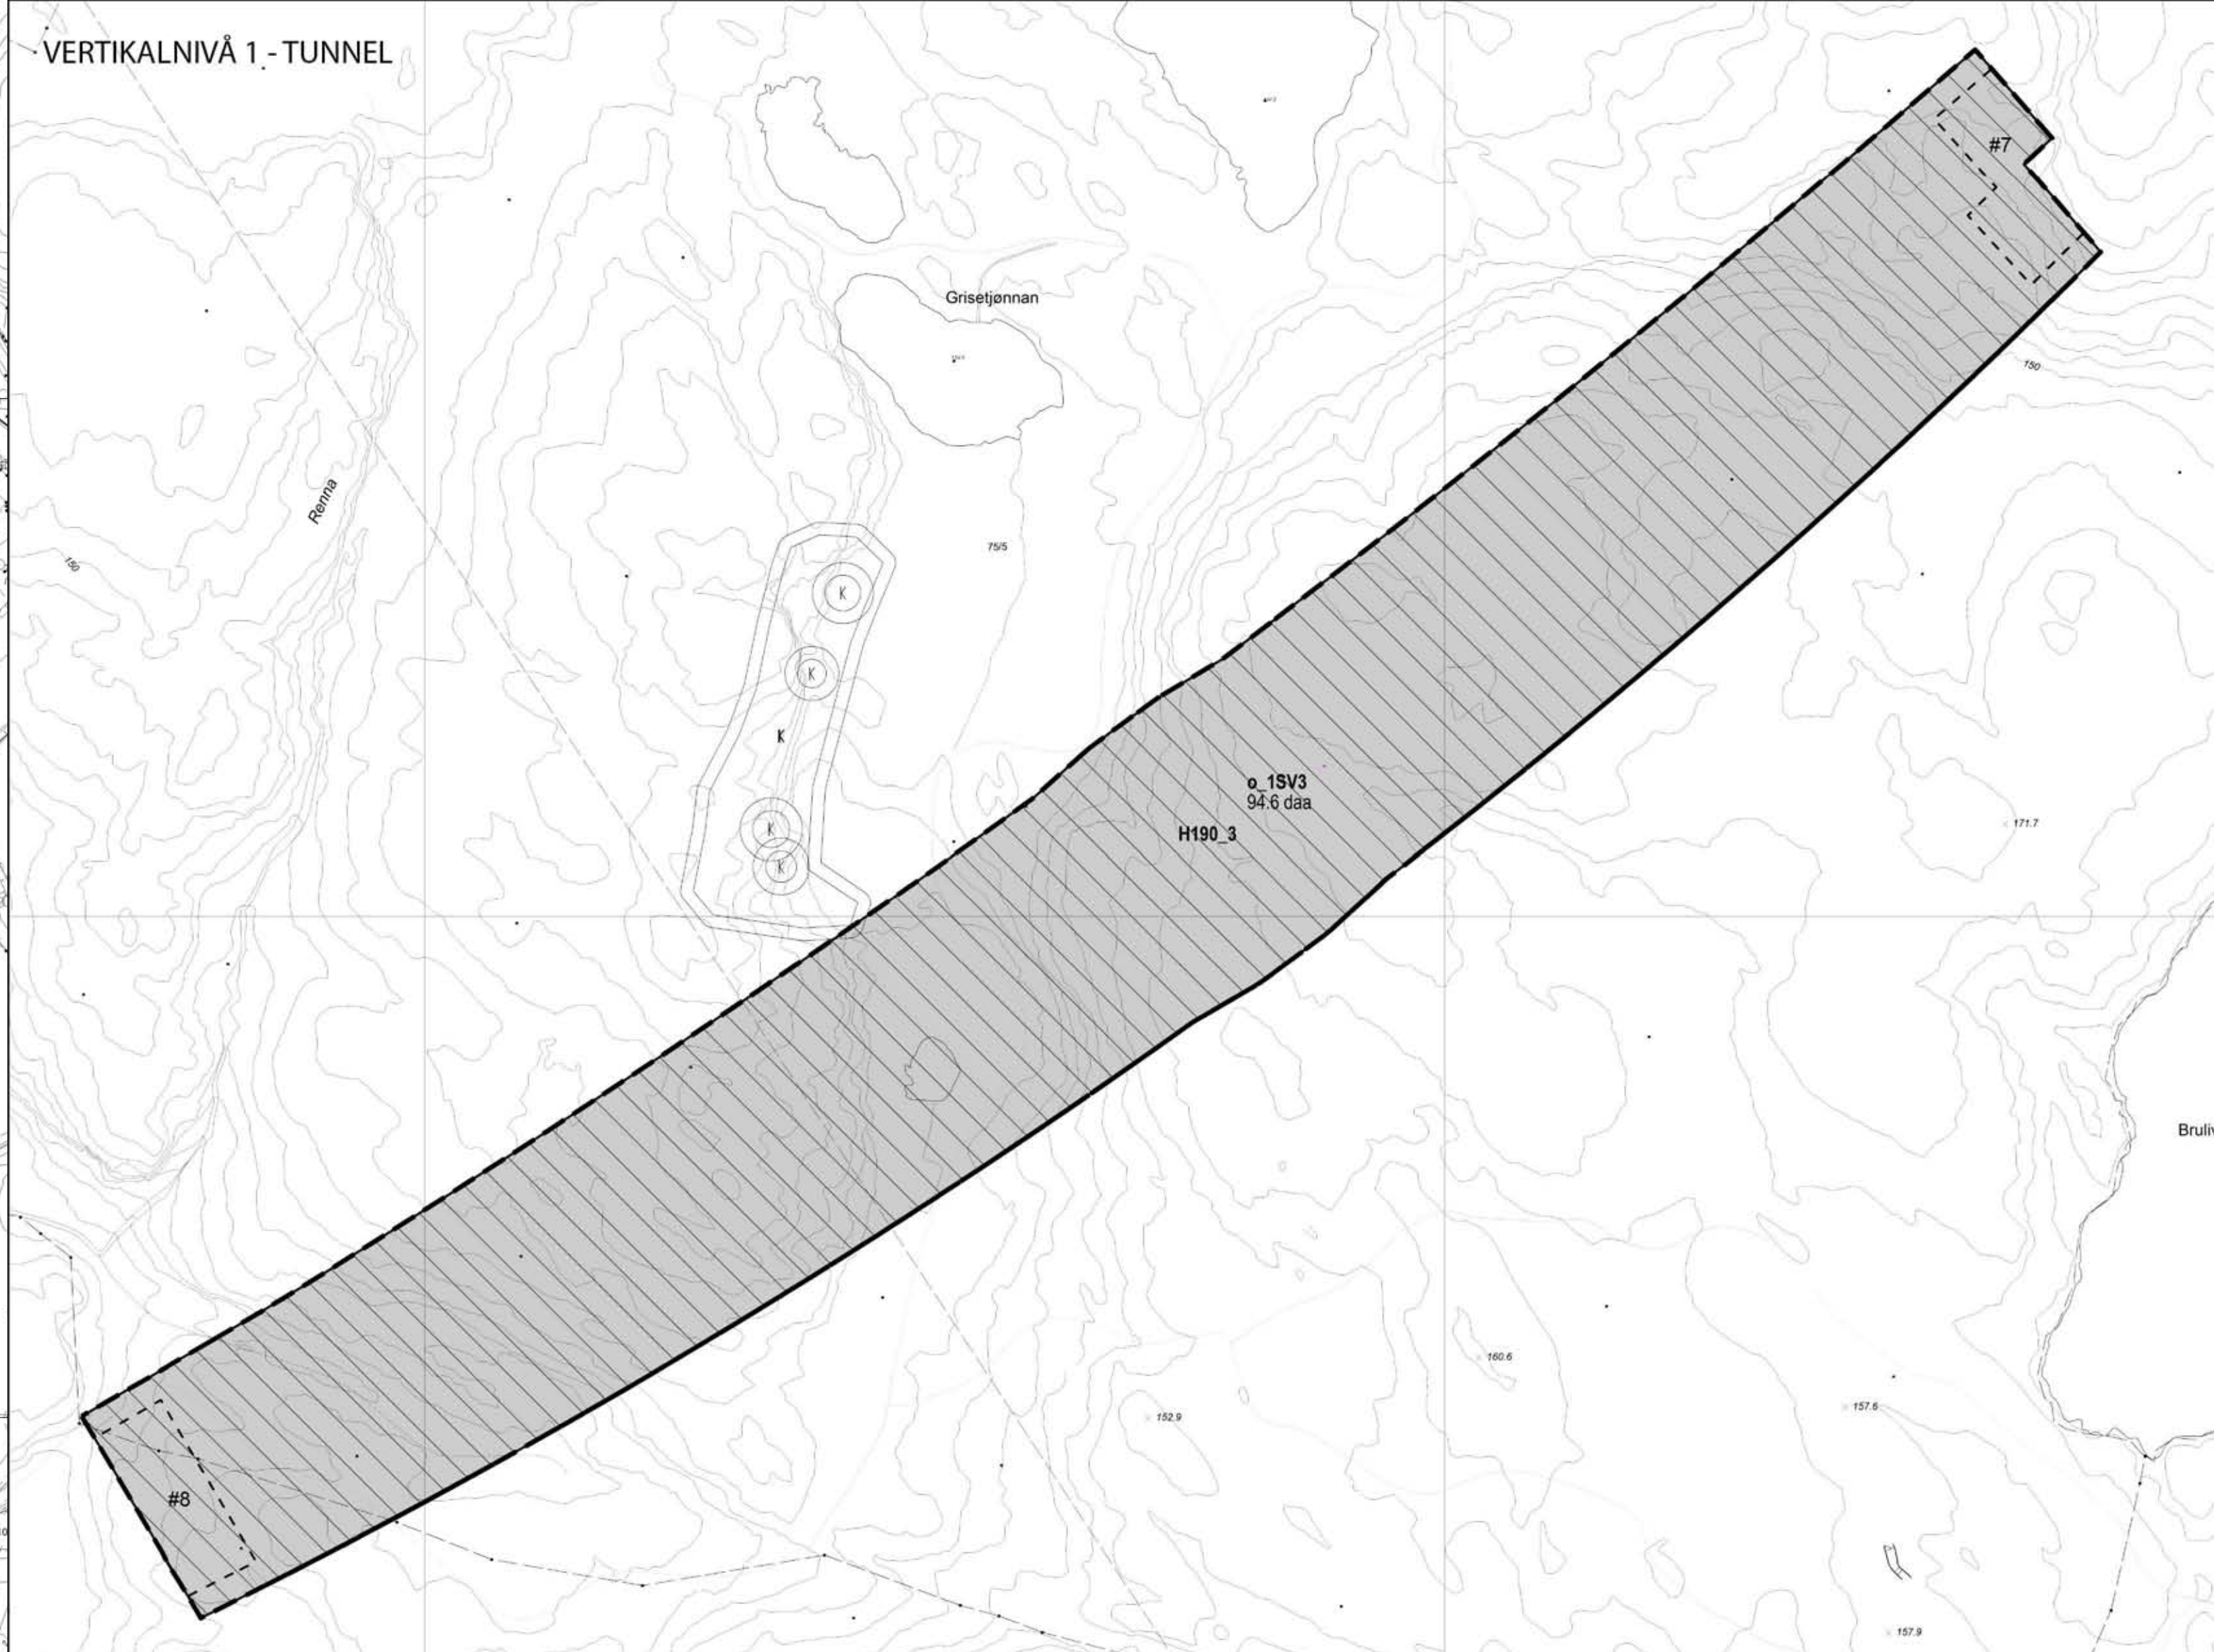 VERTIKALNIVÅ 1 - TUNNEL
#7
Grisetjønnan
150
Renna
75/5
150
K
K
K
o_1SV3
94.6 daa
H190_3
K
K
171.7
Bruliv
160.6
157.6
152.9
#8
157.9